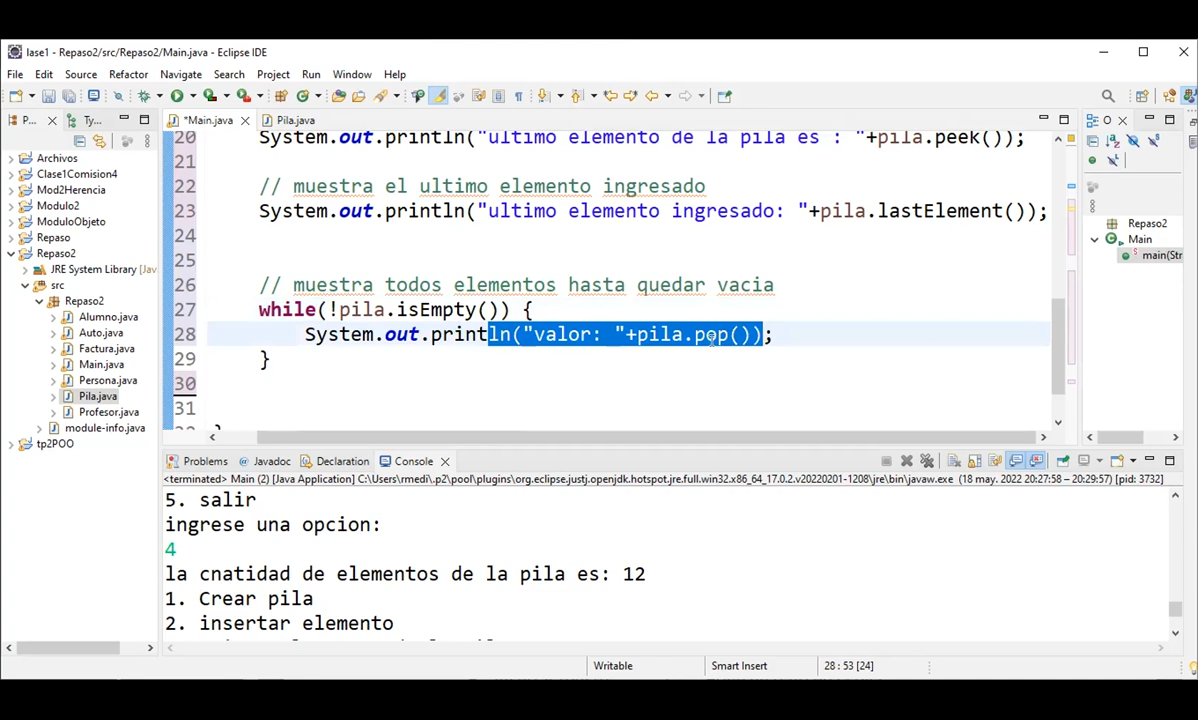 lase1 - Repaso2/src/Repaso2/Main.java - Eclipse IDE
File Edit Source Refactor Navigate Search Project Run Window Help
P... Ty...
*Main.java Pila.java
O
Archivos
Clase1Comision4
Mod2Herencia
Modulo2
ModuloObjeto
Repaso
Repaso2
JRE System Library [Jav
src
Repaso2
Alumno.java
Auto.java
Factura.java
Main.java
Persona.java
Pila.java
Profesor.java
module-info.java
tp2POO
20 System.out.println("ultimo elemento de la pila es : "+pila.peek());
21
22 // muestra el ultimo elemento ingresado
23 System.out.println("ultimo elemento ingresado: "+pila.lastElement());
24
25
26 // muestra todos elementos hasta quedar vacia
27 while(!pila.isEmpty()) {
28 System.out.println("valor: "+pila.pop());
29 }
30
31
Repaso2
Main
main(Str
Problems Javadoc Declaration Console
<terminated> Main (2) [Java Application] C:\Users\rmedi\.p2\pool\plugins\org.eclipse.justj.openjdk.hotspot.jre.full.win32.x86_64_17.0.2.v20220201-1208\jre\bin\javaw.exe (18 may. 2022 20:27:58 - 20:29:57) [pid: 3732]
5. salir
ingrese una opcion:
4
la cnatidad de elementos de la pila es: 12
1. Crear pila
2. insertar elemento
Writable Smart Insert 28 : 53 [24]